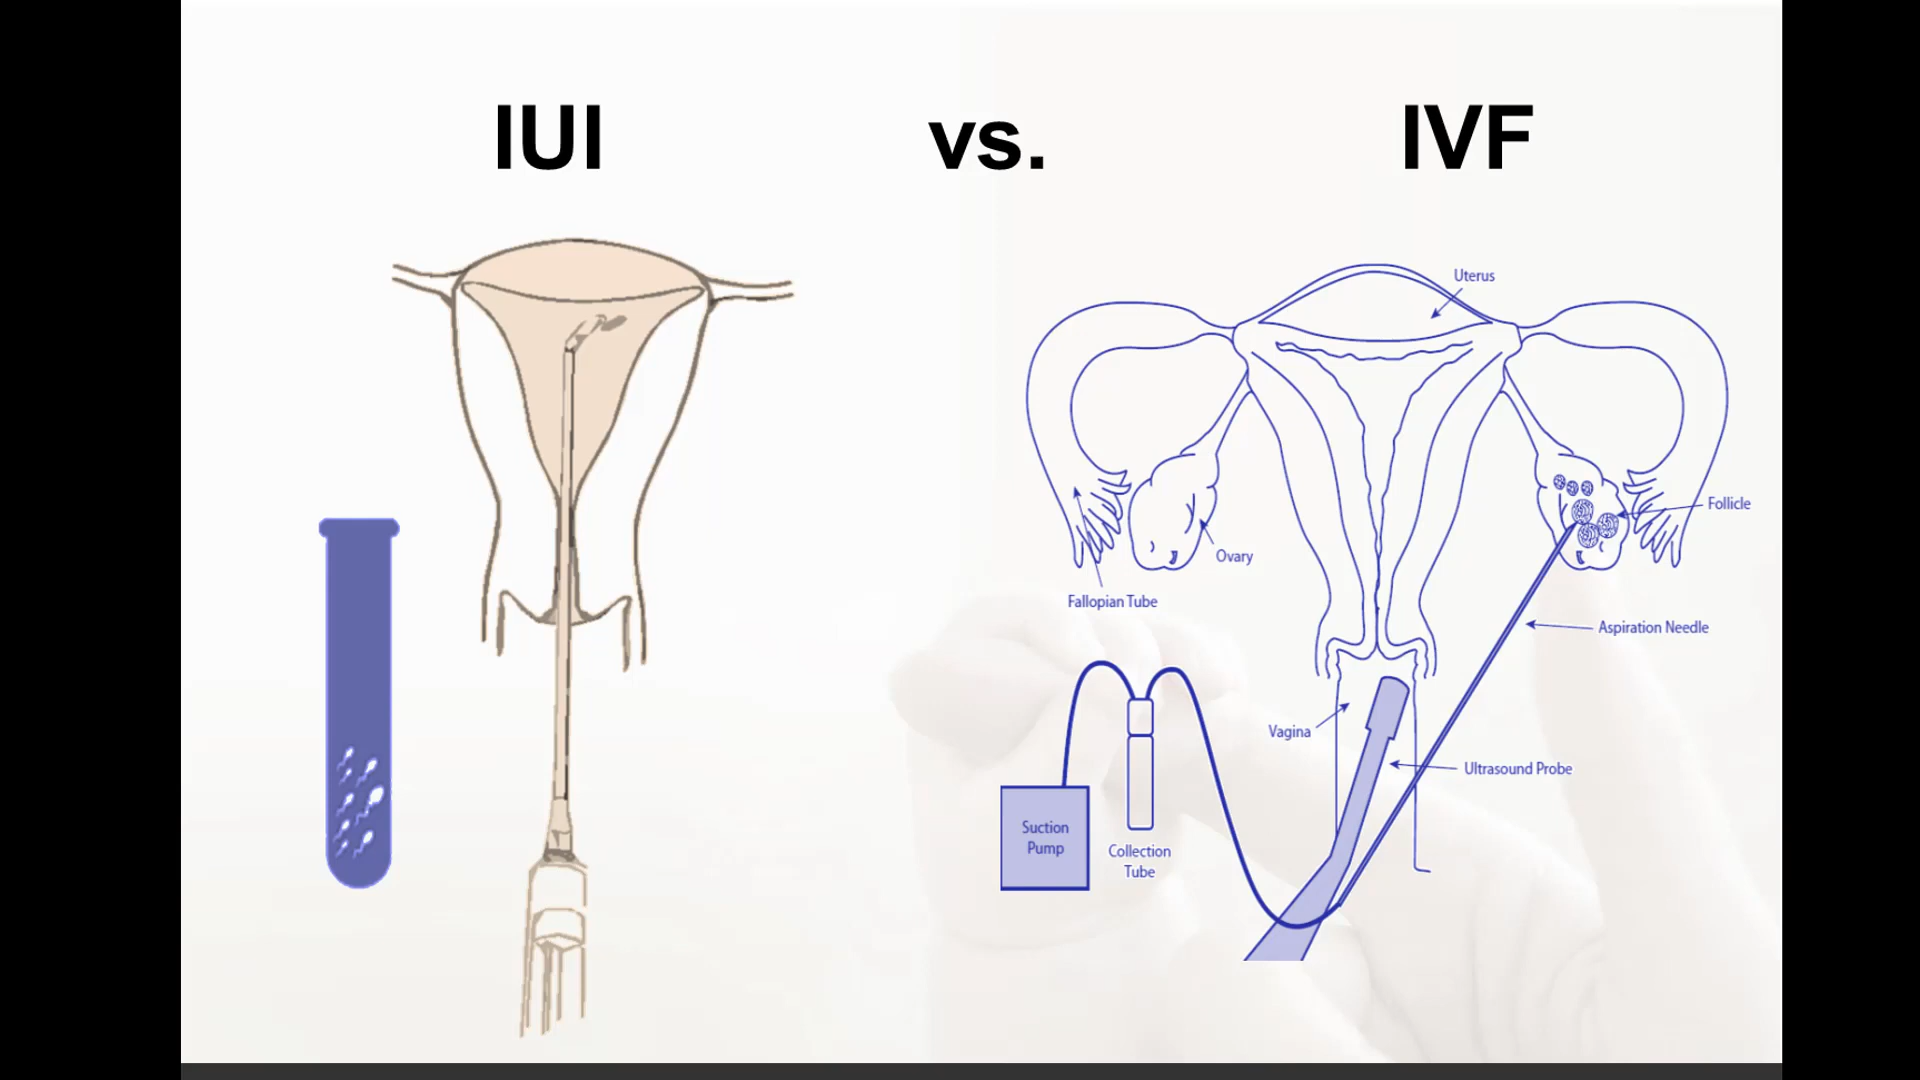 IUI vs. IVF
Uterus
Follicle
Ovary
Fallopian Tube
Aspiration Needle
Vagina
Ultrasound Probe
Suction
Pump
Collection
Tube